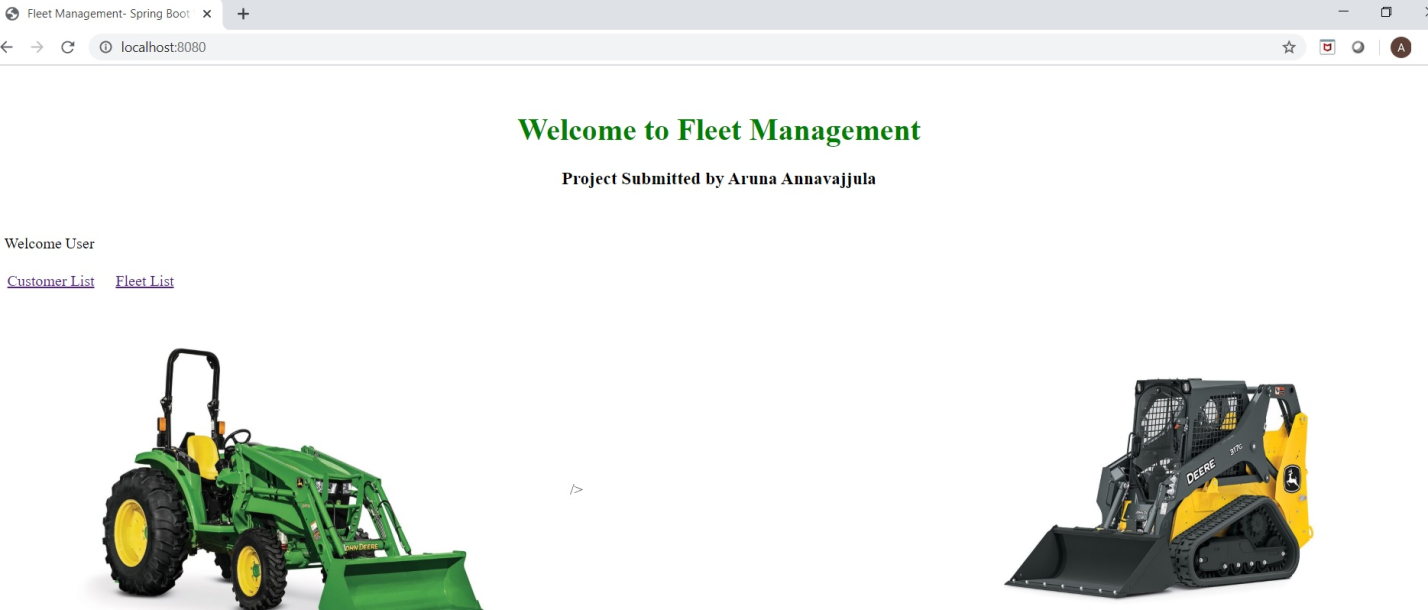 Fleet Management- Spring Boot
localhost:8080
A
Welcome to Fleet Management
Project Submitted by Aruna Annavajjula
Welcome User
Customer List Fleet List
DEERE 317G
/>
JOHN DEERE